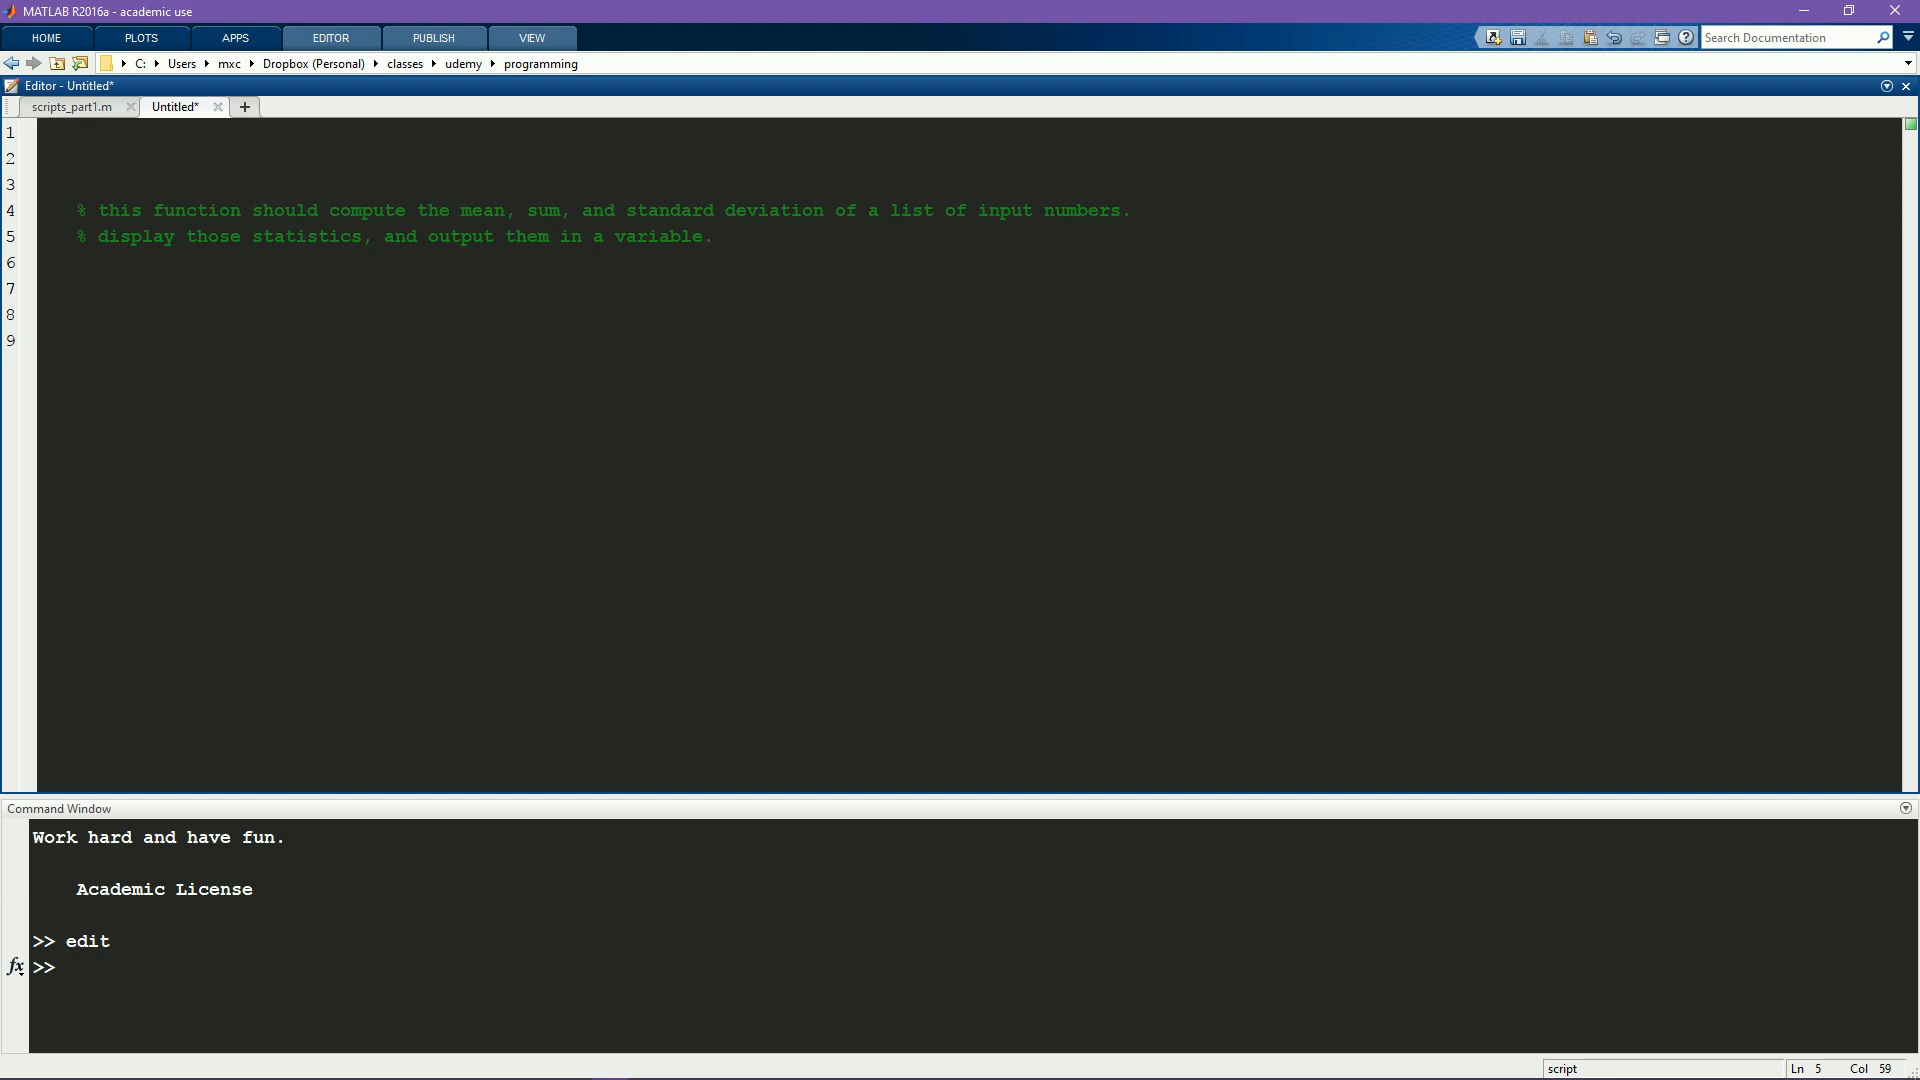 MATLAB R2016a - academic use
HOME PLOTS APPS EDITOR PUBLISH VIEW Search Documentation
C: Users mxc Dropbox (Personal) classes udemy programming
Editor - Untitled*
scripts_part1.m Untitled*
1
2
3
4 % this function should compute the mean, sum, and standard deviation of a list of input numbers.
5 % display those statistics, and output them in a variable.
6
7
8
9
Command Window
Work hard and have fun.
Academic License
>> edit
fx >>
script Ln 5 Col 59